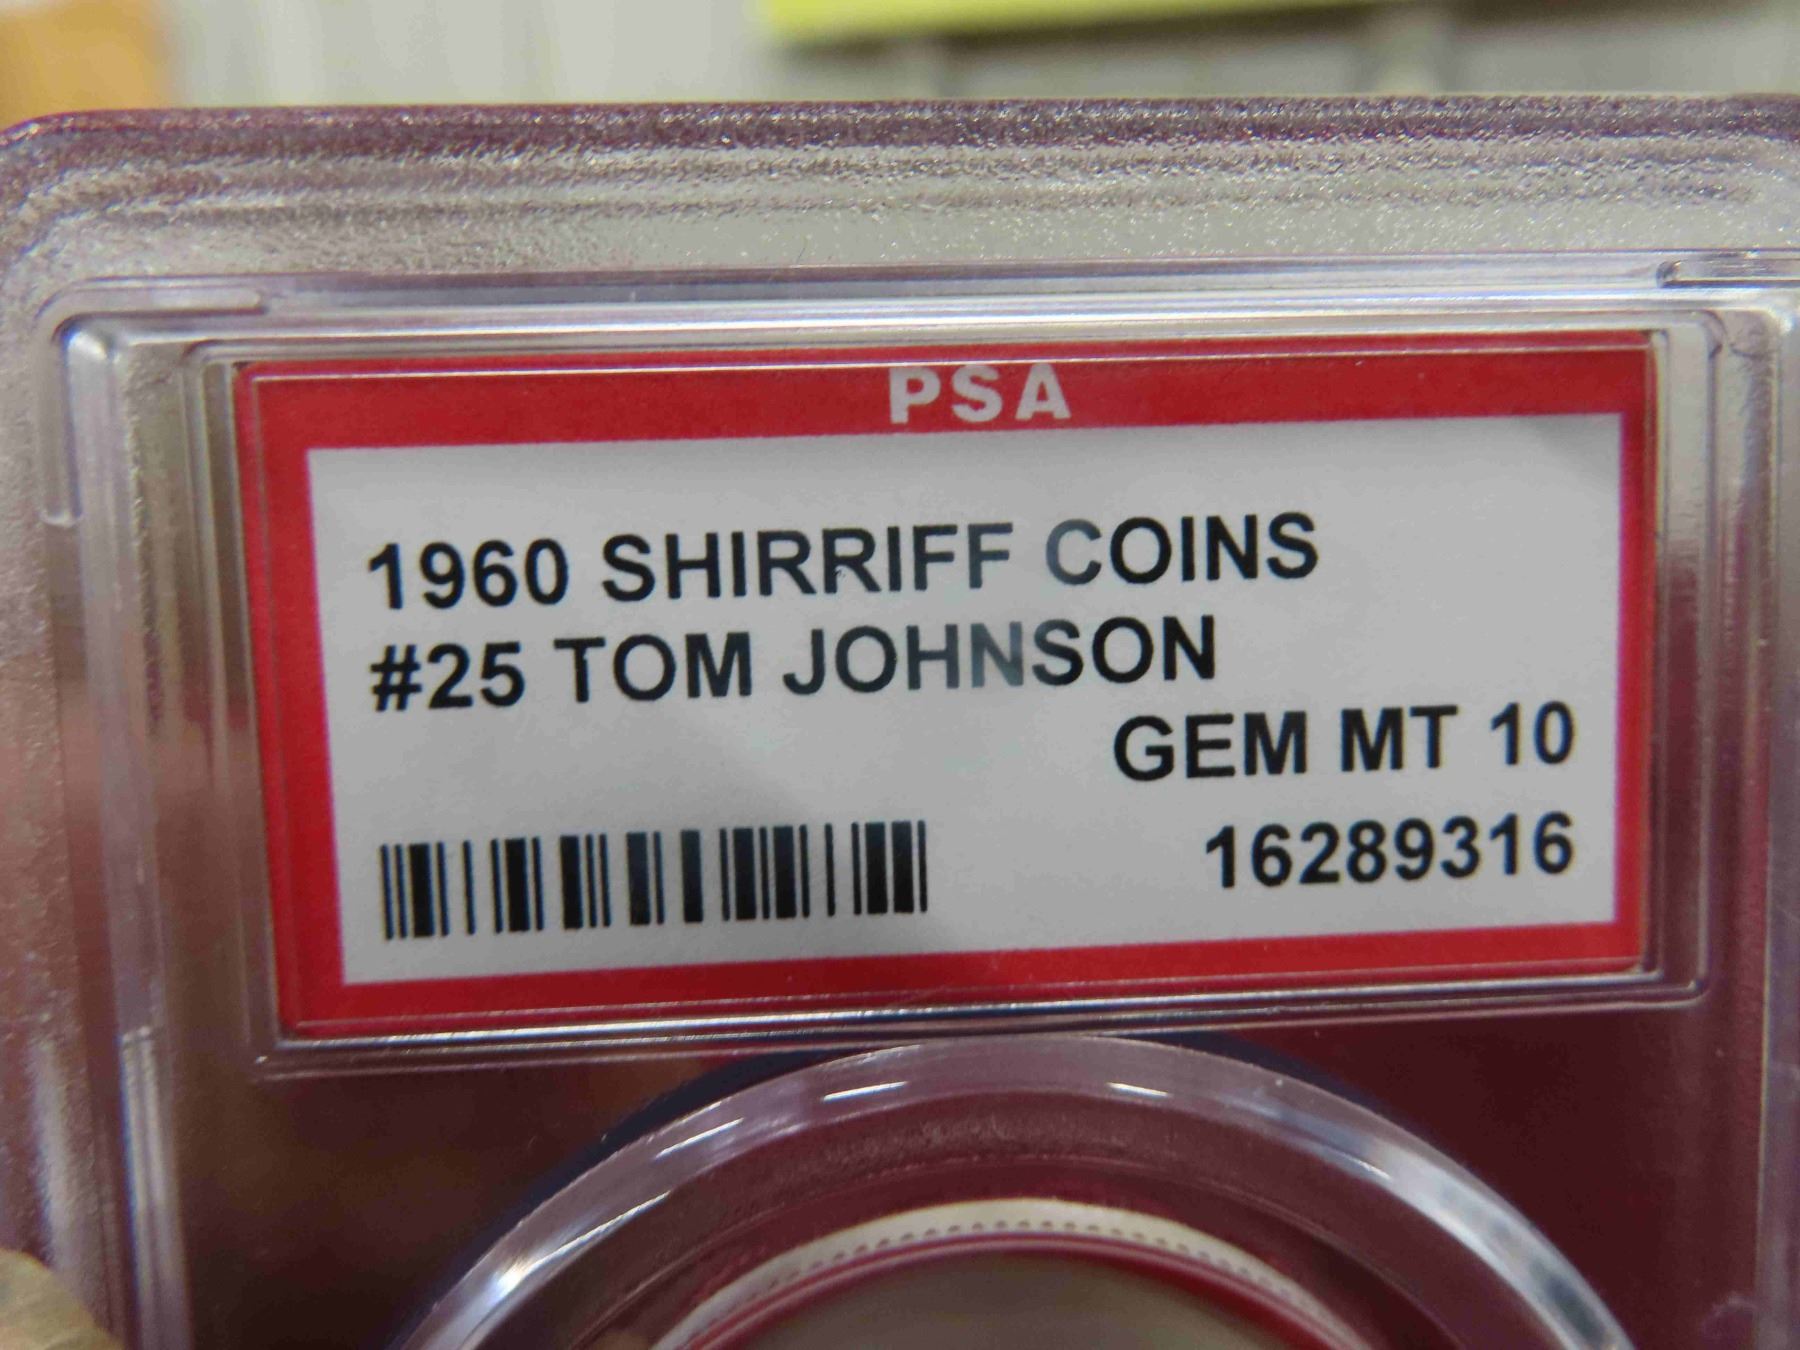 PSA
1960 SHIRRIFF COINS
#25 TOM JOHNSON
GEM MT 10
16289316